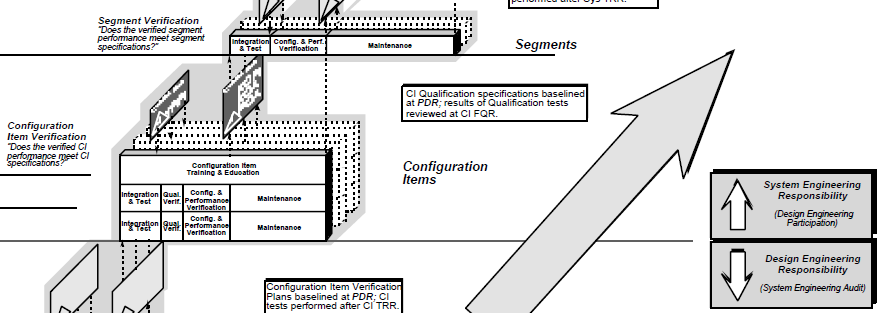 performed after Sys TRR.
Segment Verification
"Does the verified segment
performance meet segment
specifications?"
Integration
& Test
Config. & Perf.
Verification
Maintenance
Segments
CI Qualification specifications baselined
at PDR; results of Qualification tests
reviewed at CI FQR.
Configuration
Item Verification
"Does the verified CI
performance meet CI
specifications?"
Configuration Item
Training & Education
Configuration
Items
Integration
& Test
Qual.
Verif.
Config. &
Performance
Verification
Maintenance
Integration
& Test
Qual.
Verif.
Config. &
Performance
Verification
Maintenance
System Engineering
Responsibility
(Design Engineering
Participation)
Design Engineering
Responsibility
(System Engineering Audit)
Configuration Item Verification
Plans baselined at PDR; CI
tests performed after CI TRR.